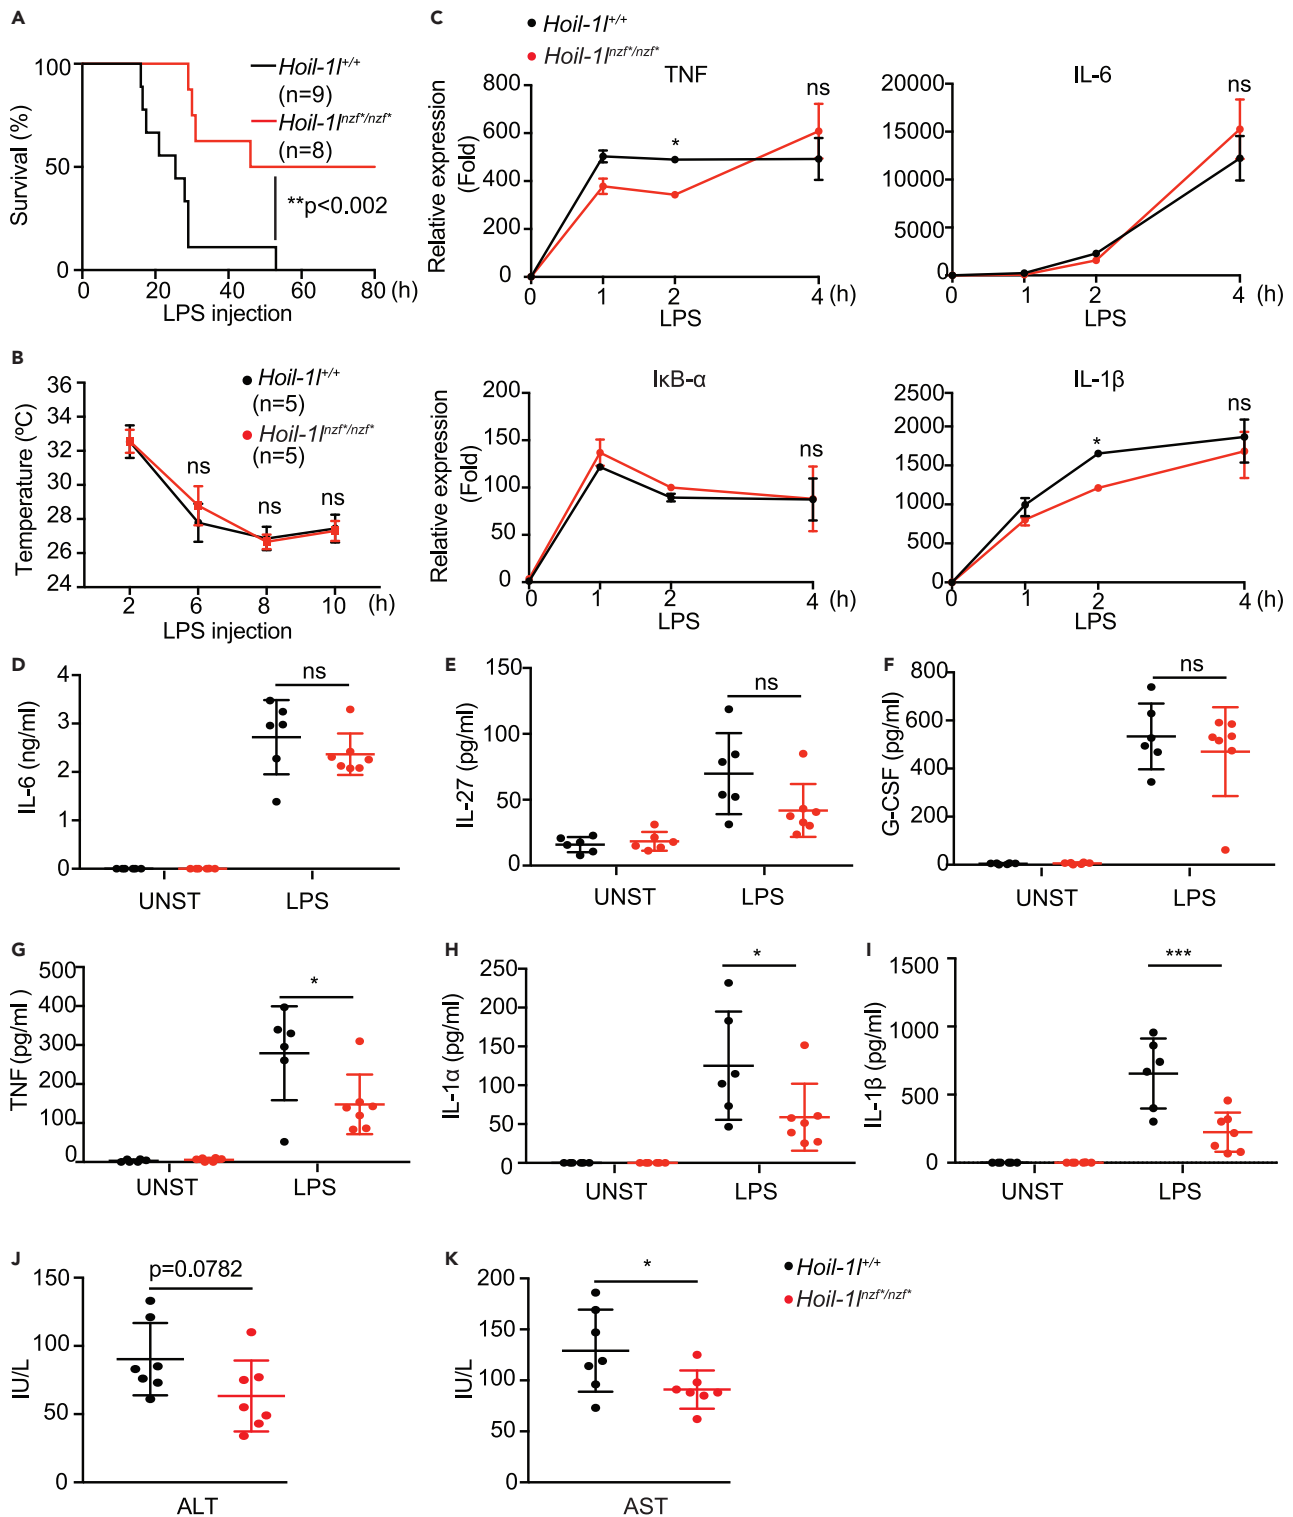 A
100
50
0
Survival (%)
0 20 40 60 80 (h)
LPS injection
Hoil-1l+/+
(n=9)
Hoil-1lnzf*/nzf*
(n=8)
**p<0.002
B
36
34
32
30
28
26
24
Temperature (ºC)
2 6 8 10 (h)
LPS injection
Hoil-1l+/+
(n=5)
Hoil-1lnzf*/nzf*
(n=5)
ns
ns
ns
C
Hoil-1l+/+
Hoil-1lnzf*/nzf*
TNF
800
600
400
200
0
Relative expression
(Fold)
*
ns
0 1 2 4 (h)
LPS
IL-6
20000
15000
10000
5000
0
ns
0 1 2 4 (h)
LPS
IκB-α
200
150
100
50
0
Relative expression
(Fold)
ns
0 1 2 4 (h)
LPS
IL-1β
2500
2000
1500
1000
500
0
*
ns
0 1 2 4 (h)
LPS
D
4
3
2
1
0
IL-6 (ng/ml)
ns
UNST LPS
E
150
100
50
0
IL-27 (pg/ml)
ns
UNST LPS
F
800
600
400
200
0
G-CSF (pg/ml)
ns
UNST LPS
G
500
400
300
200
100
0
TNF (pg/ml)
*
UNST LPS
H
250
200
150
100
50
0
IL-1α (pg/ml)
*
UNST LPS
I
1500
1000
500
0
IL-1β (pg/ml)
***
UNST LPS
J
150
100
50
0
IU/L
p=0.0782
ALT
K
200
150
100
50
0
IU/L
*
AST
Hoil-1l+/+
Hoil-1lnzf*/nzf*